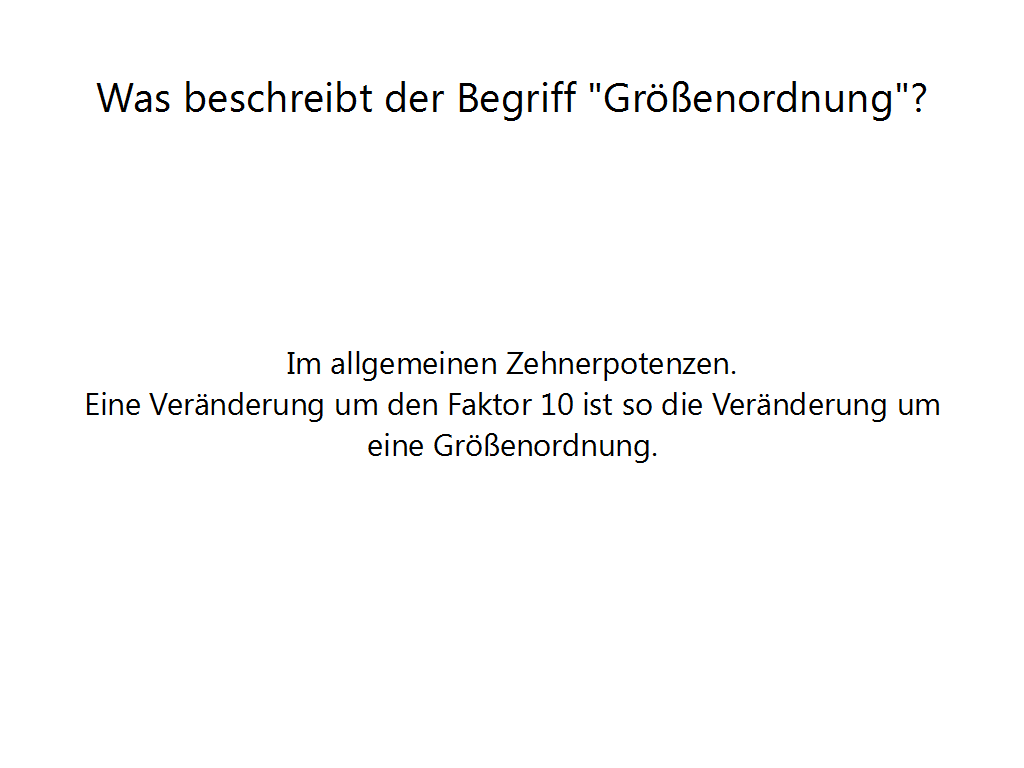 Was beschreibt der Begriff "Größenordnung"?
Im allgemeinen Zehnerpotenzen.
Eine Veränderung um den Faktor 10 ist so die Veränderung um
eine Größenordnung.